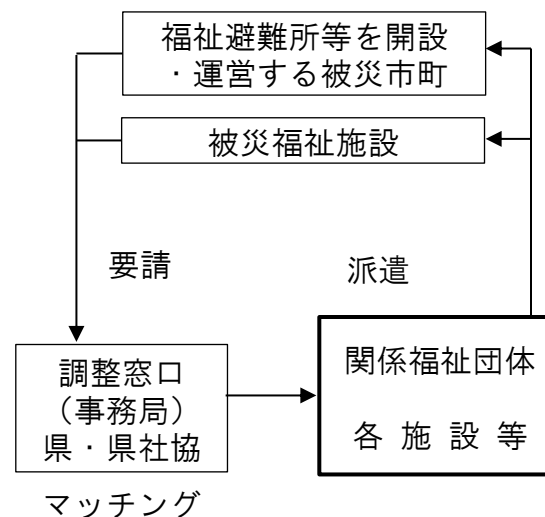 福祉避難所等を開設
・運営する被災市町
被災福祉施設
要請
派遣
調整窓口
（事務局）
県・県社協
関係福祉団体
各 施 設 等
マッチング